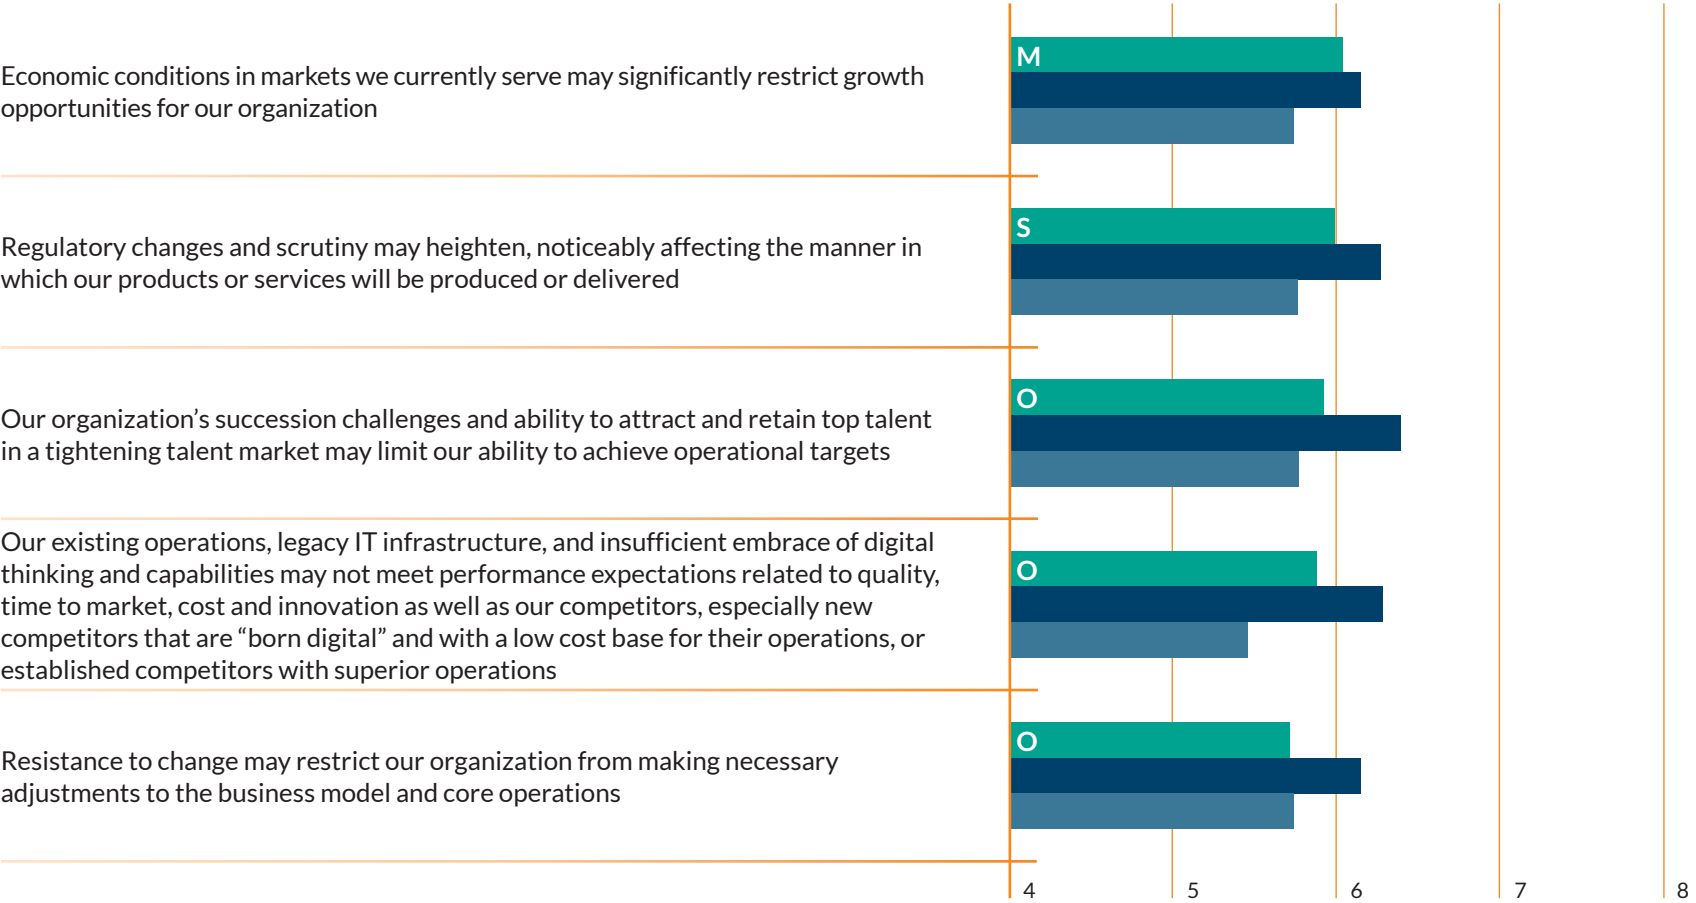 M
Economic conditions in markets we currently serve may significantly restrict growth
opportunities for our organization
S
Regulatory changes and scrutiny may heighten, noticeably affecting the manner in
which our products or services will be produced or delivered
O
Our organization’s succession challenges and ability to attract and retain top talent
in a tightening talent market may limit our ability to achieve operational targets
O
Our existing operations, legacy IT infrastructure, and insufficient embrace of digital
thinking and capabilities may not meet performance expectations related to quality,
time to market, cost and innovation as well as our competitors, especially new
competitors that are “born digital” and with a low cost base for their operations, or
established competitors with superior operations
O
Resistance to change may restrict our organization from making necessary
adjustments to the business model and core operations
4 5 6 7 8